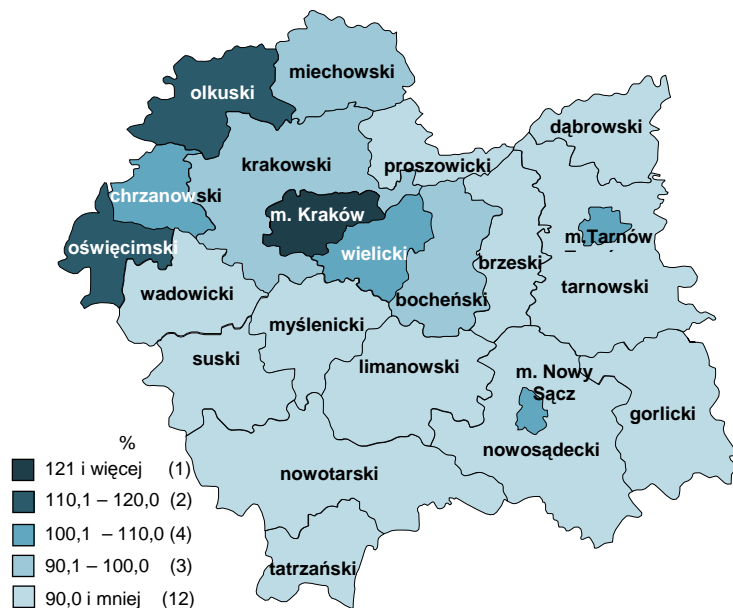 miechowski
olkuski
dąbrowski
krakowski
proszowicki
chrzanowski
m. Kraków
m.Tarnów
oświęcimski
wielicki
brzeski
wadowicki
bocheński
tarnowski
myślenicki
suski
limanowski
m. Nowy
Sącz
gorlicki
nowosądecki
nowotarski
tatrzański
%
121 i więcej (1)
110,1 – 120,0 (2)
100,1 – 110,0 (4)
90,1 – 100,0 (3)
90,0 i mniej (12)